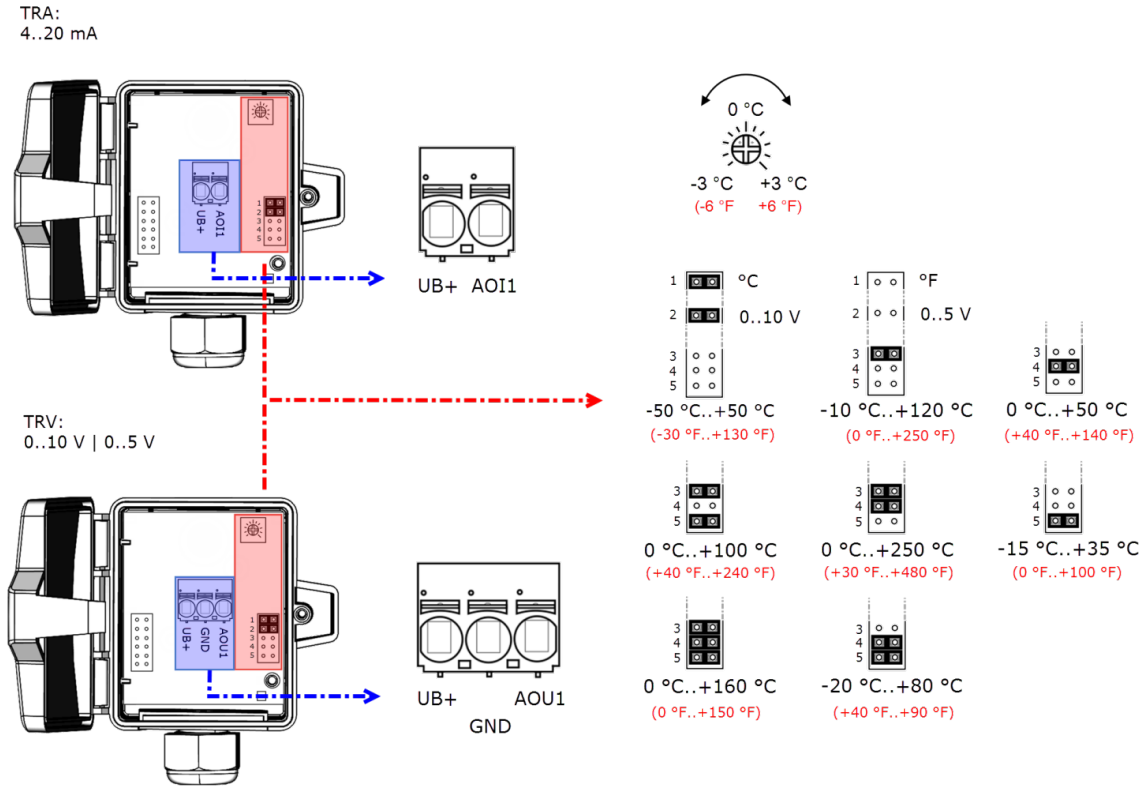 TRA:
4..20 mA
1
2
3
4
5
UB+
AOI1
UB+ AOI1
0 °C
-3 °C +3 °C
(-6 °F +6 °F)
1 °C
2 0..10 V
3
4
5
-50 °C..+50 °C
(-30 °F..+130 °F)
1 °F
2 0..5 V
3
4
5
-10 °C..+120 °C
(0 °F..+250 °F)
3
4
5
0 °C..+50 °C
(+40 °F..+140 °F)
3
4
5
0 °C..+100 °C
(+40 °F..+240 °F)
3
4
5
0 °C..+250 °C
(+30 °F..+480 °F)
3
4
5
-15 °C..+35 °C
(0 °F..+100 °F)
3
4
5
0 °C..+160 °C
(0 °F..+150 °F)
3
4
5
-20 °C..+80 °C
(+40 °F..+90 °F)
TRV:
0..10 V | 0..5 V
1
2
3
4
5
UB+
GND
AOU1
UB+ AOU1
GND